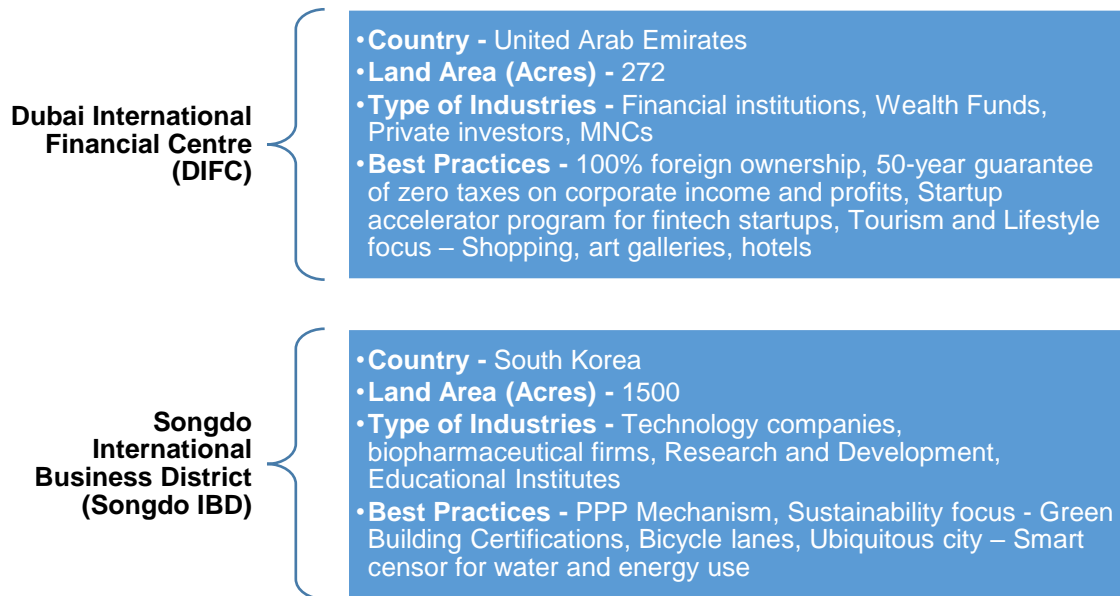 Dubai International
Financial Centre
(DIFC)
•Country - United Arab Emirates
•Land Area (Acres) - 272
•Type of Industries - Financial institutions, Wealth Funds,
Private investors, MNCs
•Best Practices - 100% foreign ownership, 50-year guarantee
of zero taxes on corporate income and profits, Startup
accelerator program for fintech startups, Tourism and Lifestyle
focus – Shopping, art galleries, hotels
Songdo
International
Business District
(Songdo IBD)
•Country - South Korea
•Land Area (Acres) - 1500
•Type of Industries - Technology companies,
biopharmaceutical firms, Research and Development,
Educational Institutes
•Best Practices - PPP Mechanism, Sustainability focus - Green
Building Certifications, Bicycle lanes, Ubiquitous city – Smart
censor for water and energy use